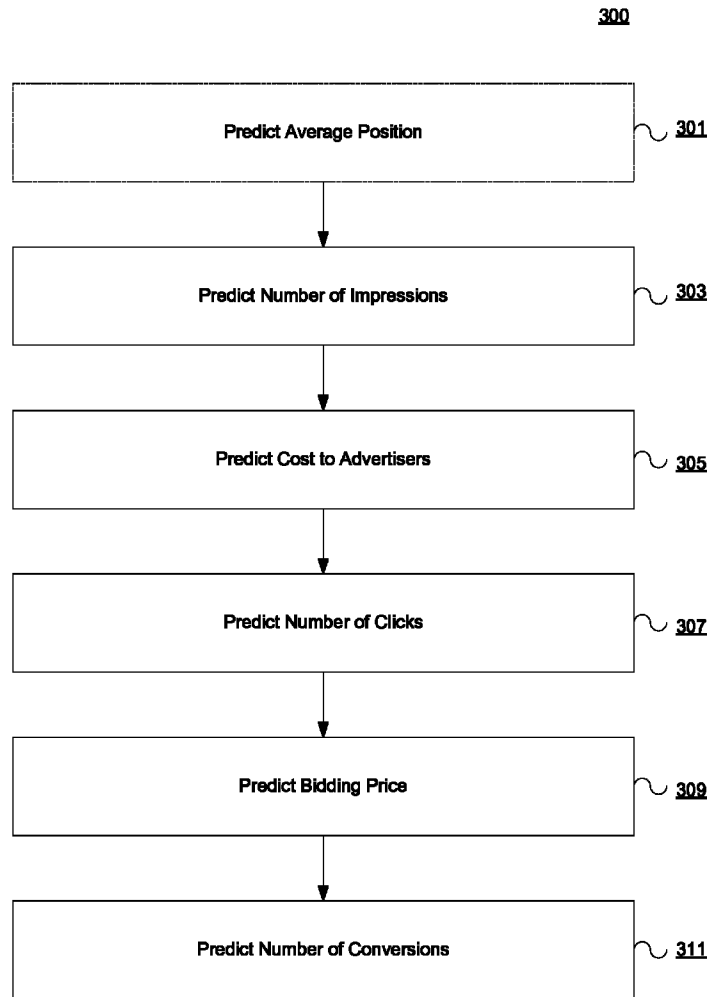 300
Predict Average Position
301
Predict Number of Impressions
303
Predict Cost to Advertisers
305
Predict Number of Clicks
307
Predict Bidding Price
309
Predict Number of Conversions
311